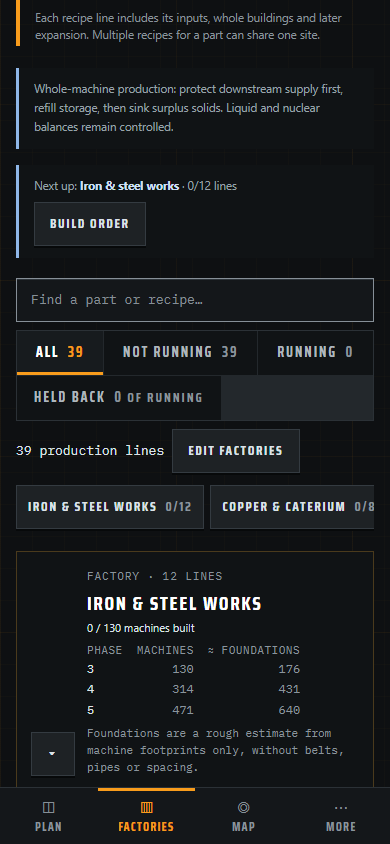 Each recipe line includes its inputs, whole buildings and later
expansion. Multiple recipes for a part can share one site.
Whole-machine production: protect downstream supply first,
refill storage, then sink surplus solids. Liquid and nuclear
balances remain controlled.
Next up: Iron & steel works · 0/12 lines
BUILD ORDER
Find a part or recipe…
ALL 39 NOT RUNNING 39 RUNNING 0
HELD BACK 0 OF RUNNING
39 production lines EDIT FACTORIES
IRON & STEEL WORKS 0/12 COPPER & CATERIUM 0/8
FACTORY · 12 LINES
IRON & STEEL WORKS
0 / 130 machines built
PHASE MACHINES ≈ FOUNDATIONS
3 130 176
4 314 431
5 471 640
Foundations are a rough estimate from
machine footprints only, without belts,
pipes or spacing.
PLAN FACTORIES MAP MORE